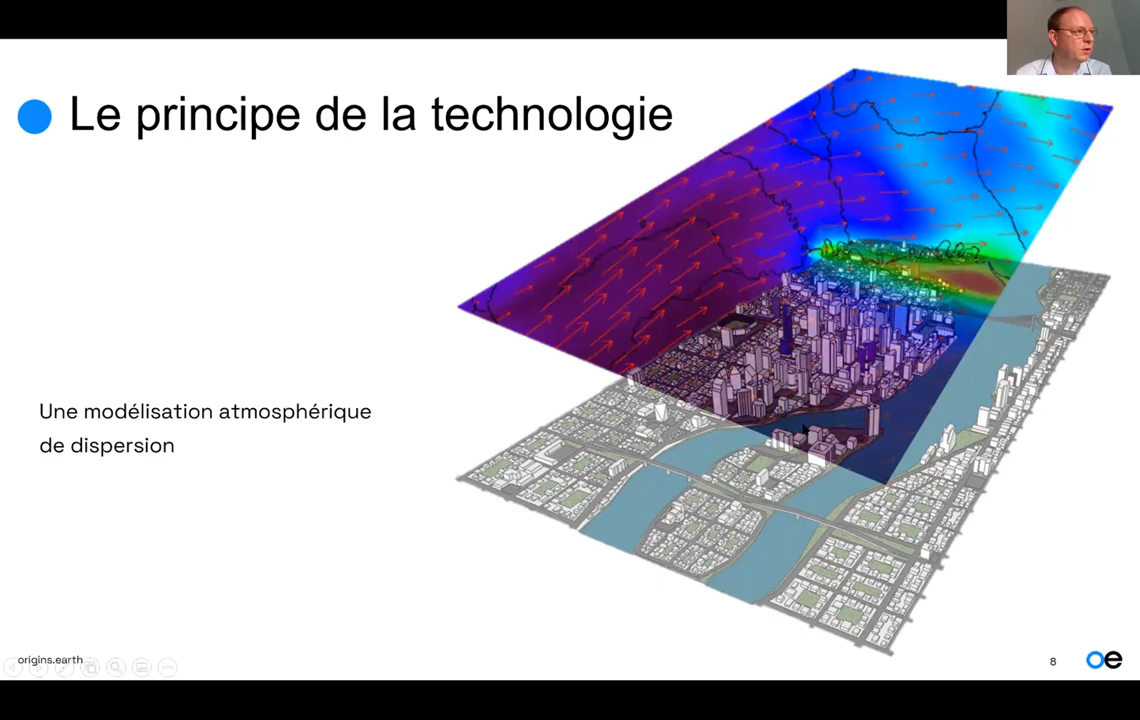 Le principe de la technologie
Une modélisation atmosphérique
de dispersion
origins.earth
8
oe